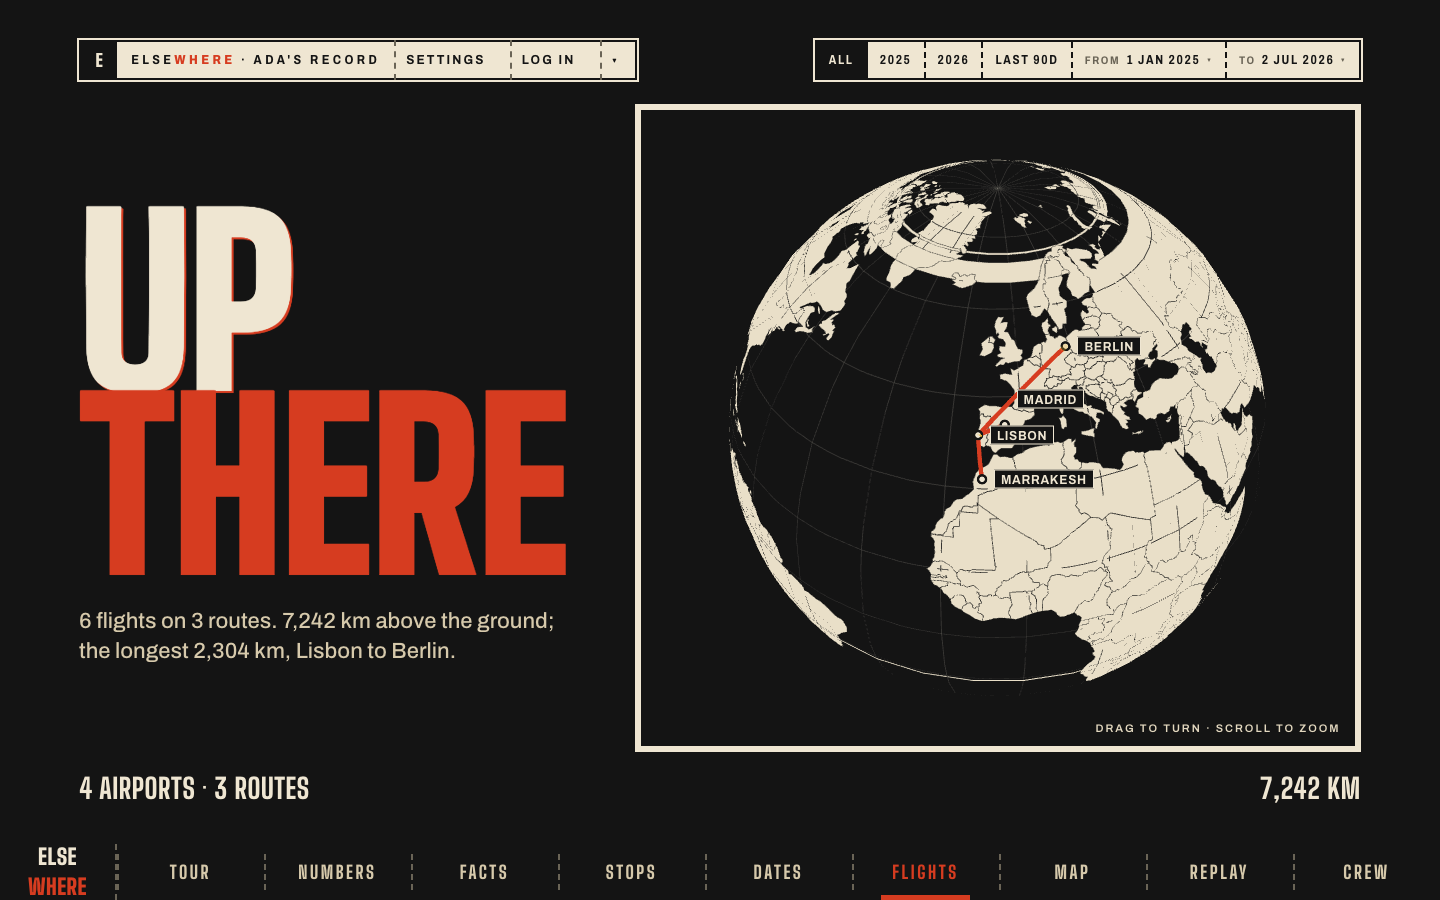 E ELSEWHERE · ADA'S RECORD SETTINGS LOG IN ▾
ALL 2025 2026 LAST 90D FROM 1 JAN 2025 ▾ TO 2 JUL 2026 ▾
UP
THERE
6 flights on 3 routes. 7,242 km above the ground;
the longest 2,304 km, Lisbon to Berlin.
BERLIN
MADRID
LISBON
MARRAKESH
DRAG TO TURN · SCROLL TO ZOOM
4 AIRPORTS · 3 ROUTES
7,242 KM
ELSE
WHERE
TOUR NUMBERS FACTS STOPS DATES FLIGHTS MAP REPLAY CREW